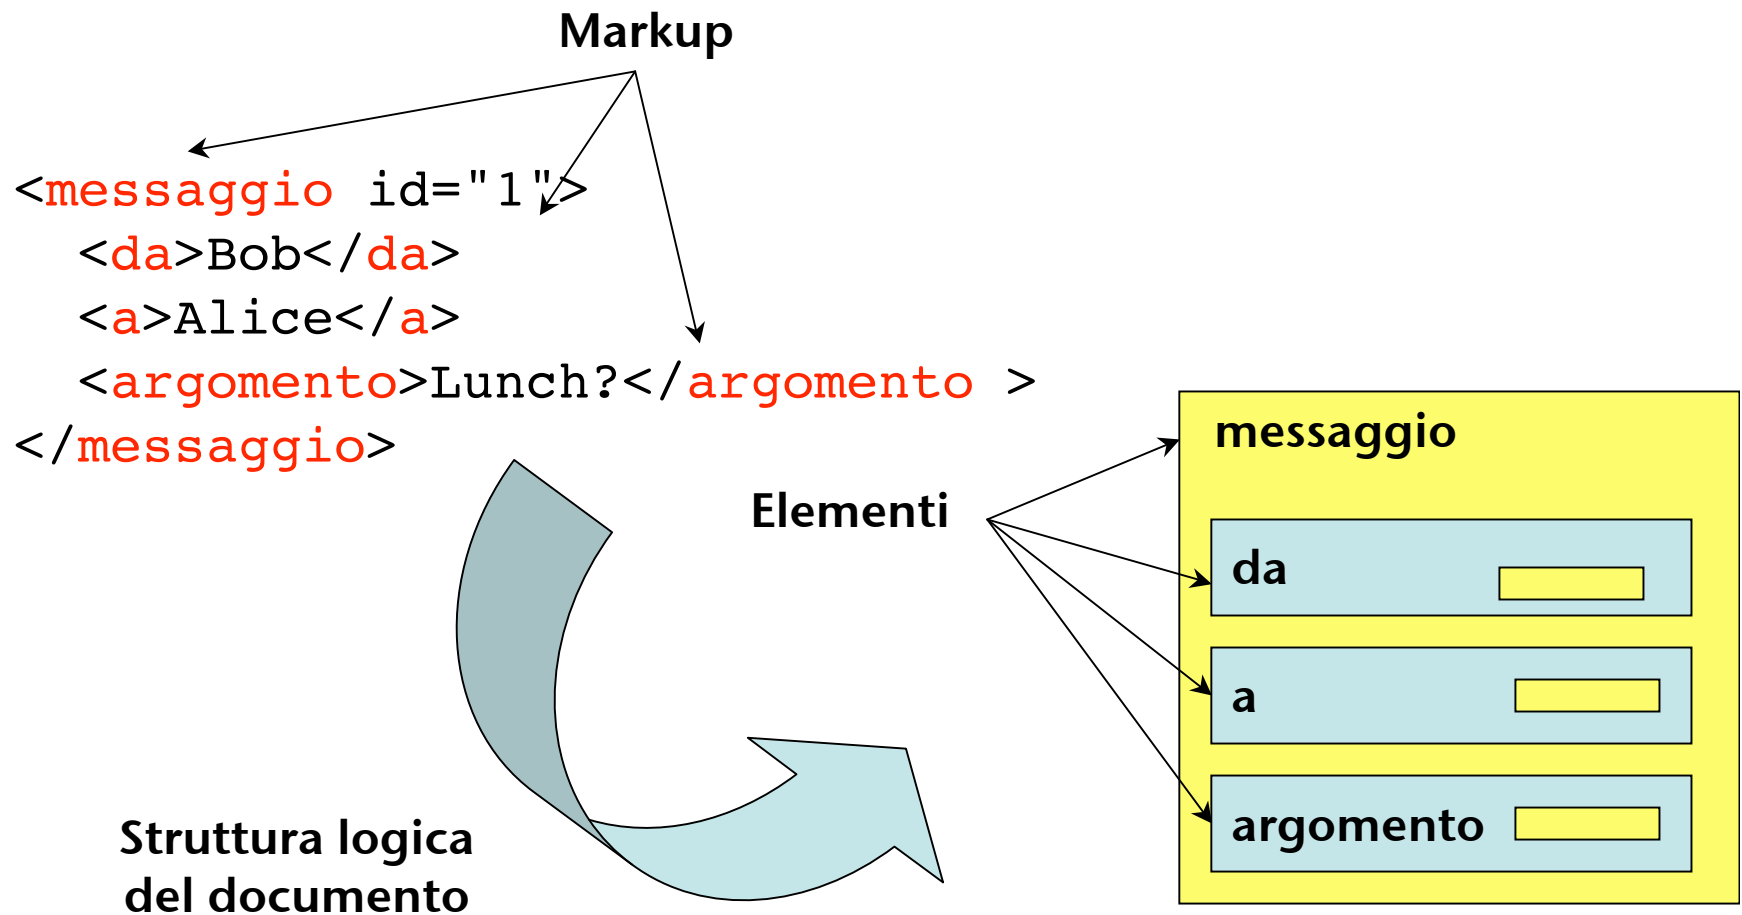 Markup
<messaggio id="1">
<da>Bob</da>
<a>Alice</a>
<argomento>Lunch?</argomento >
</messaggio>
messaggio
Elementi
da
a
argomento
Struttura logica
del documento